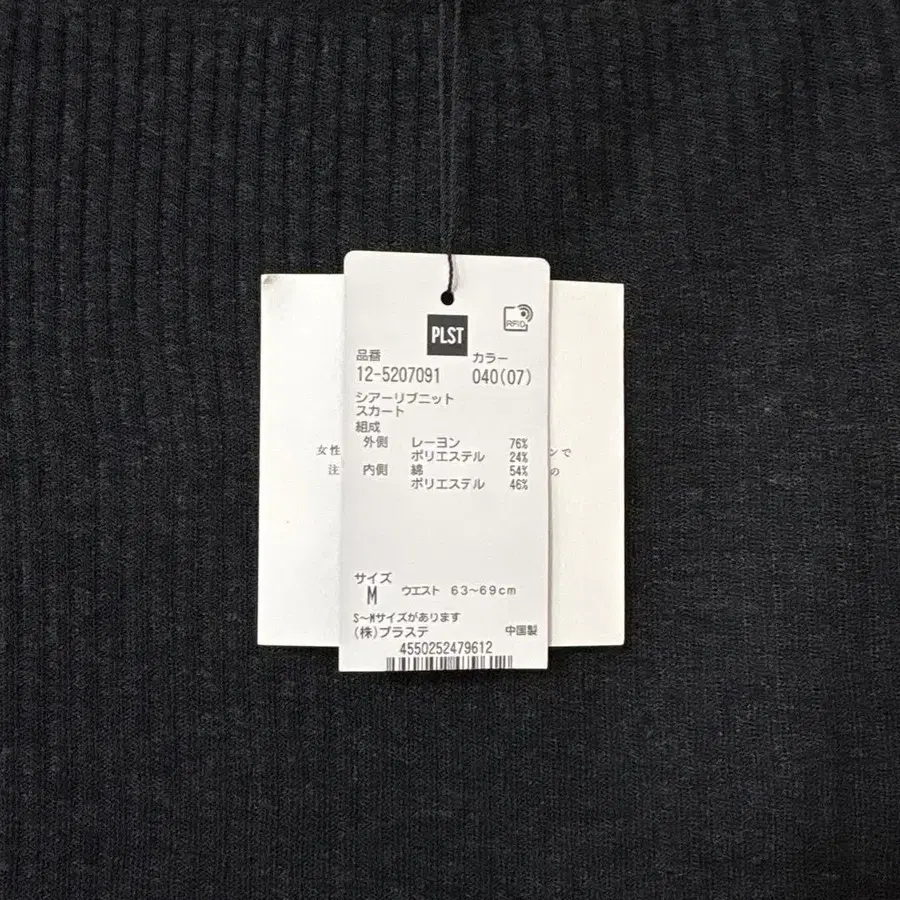 PLST
RFID
品番 カラー
12-5207091 040(07)
シアーリブニット
スカート
組成
外側 レーヨン 76%
ポリエステル 24%
内側 綿 54%
ポリエステル 46%
女性 ンで
注 の
サイズ
M ウエスト 63〜69cm
S〜Mサイズがあります
(株)プラステ 中国製
4550252479612